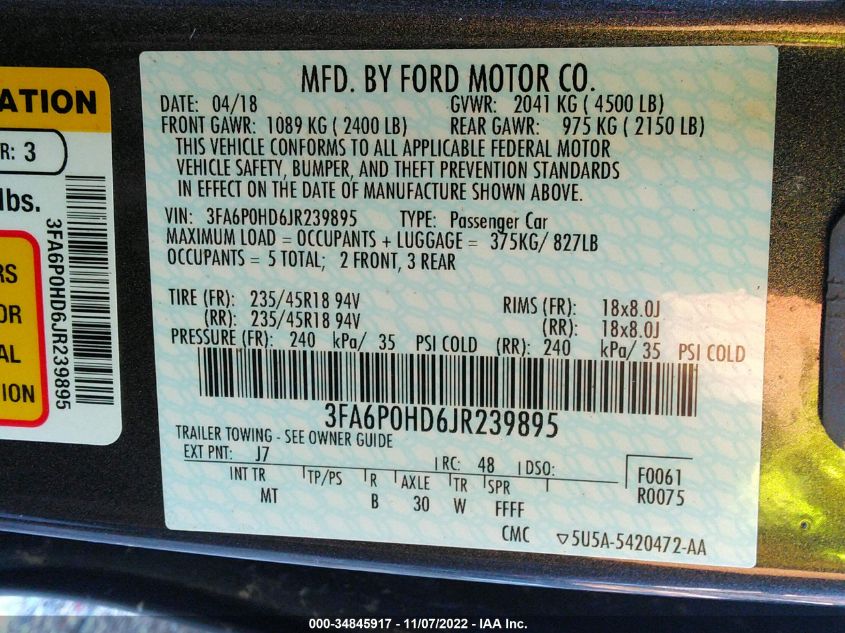 ATION
R: 3
lbs.
3FA6P0HD6JR239895
RS
OR
AL
ION
MFD. BY FORD MOTOR CO.
DATE: 04/18 GVWR: 2041 KG ( 4500 LB)
FRONT GAWR: 1089 KG ( 2400 LB) REAR GAWR: 975 KG ( 2150 LB)
THIS VEHICLE CONFORMS TO ALL APPLICABLE FEDERAL MOTOR
VEHICLE SAFETY, BUMPER, AND THEFT PREVENTION STANDARDS
IN EFFECT ON THE DATE OF MANUFACTURE SHOWN ABOVE.
VIN: 3FA6P0HD6JR239895 TYPE: Passenger Car
MAXIMUM LOAD = OCCUPANTS + LUGGAGE = 375KG/ 827LB
OCCUPANTS = 5 TOTAL; 2 FRONT, 3 REAR
TIRE (FR): 235/45R18 94V RIMS (FR): 18x8.0J
(RR): 235/45R18 94V (RR): 18x8.0J
PRESSURE (FR): 240 kPa/ 35 PSI COLD (RR): 240 kPa/ 35 PSI COLD
3FA6P0HD6JR239895
TRAILER TOWING - SEE OWNER GUIDE
EXT PNT: J7 RC: 48 DSO: F0061
INT TR TP/PS R AXLE TR SPR R0075
MT B 30 W FFFF
CMC ▽5U5A-5420472-AA
000-34845917 - 11/07/2022 - IAA Inc.